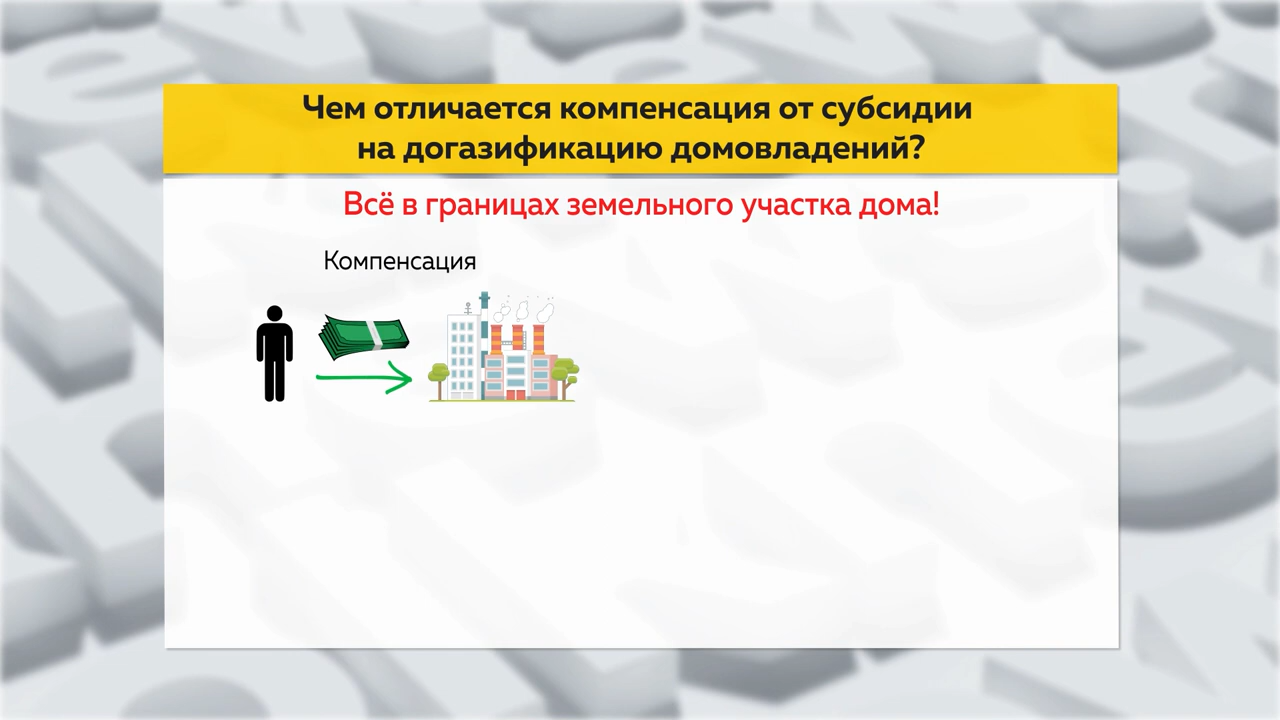 Чем отличается компенсация от субсидии
на догазификацию домовладений?
Всё в границах земельного участка дома!
Компенсация